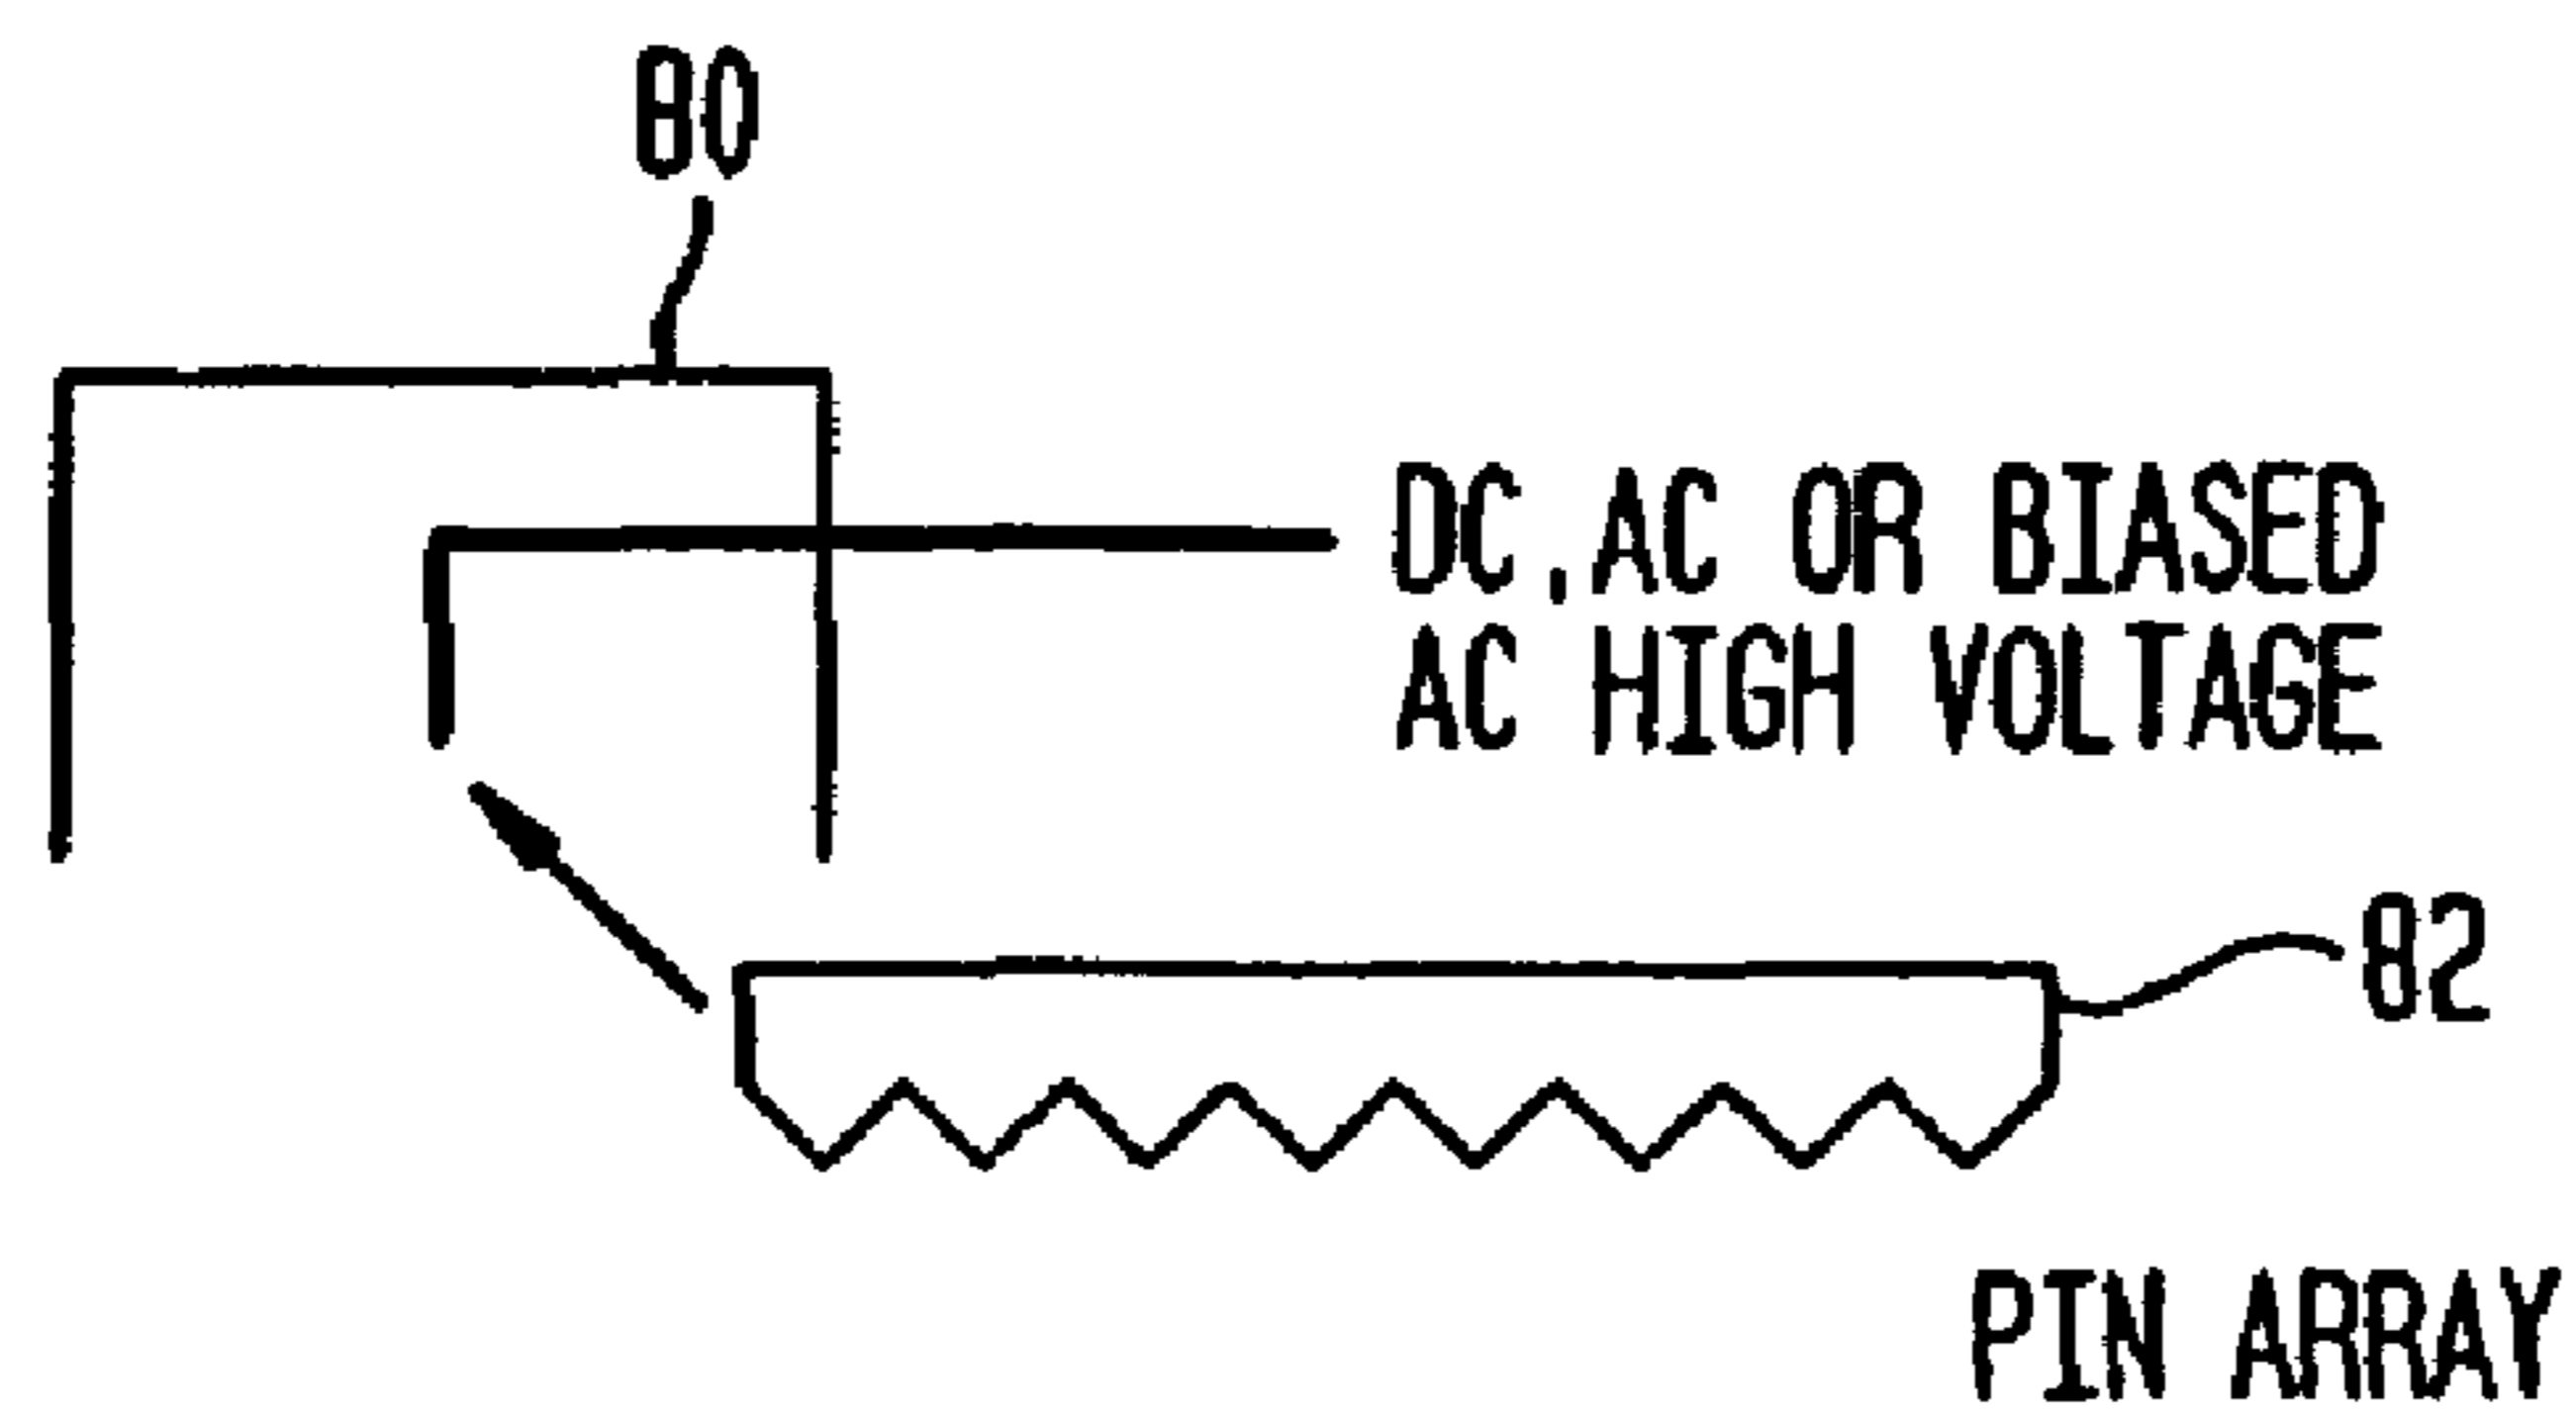 80
DC, AC OR BIASED
AC HIGH VOLTAGE
82
PIN ARRAY